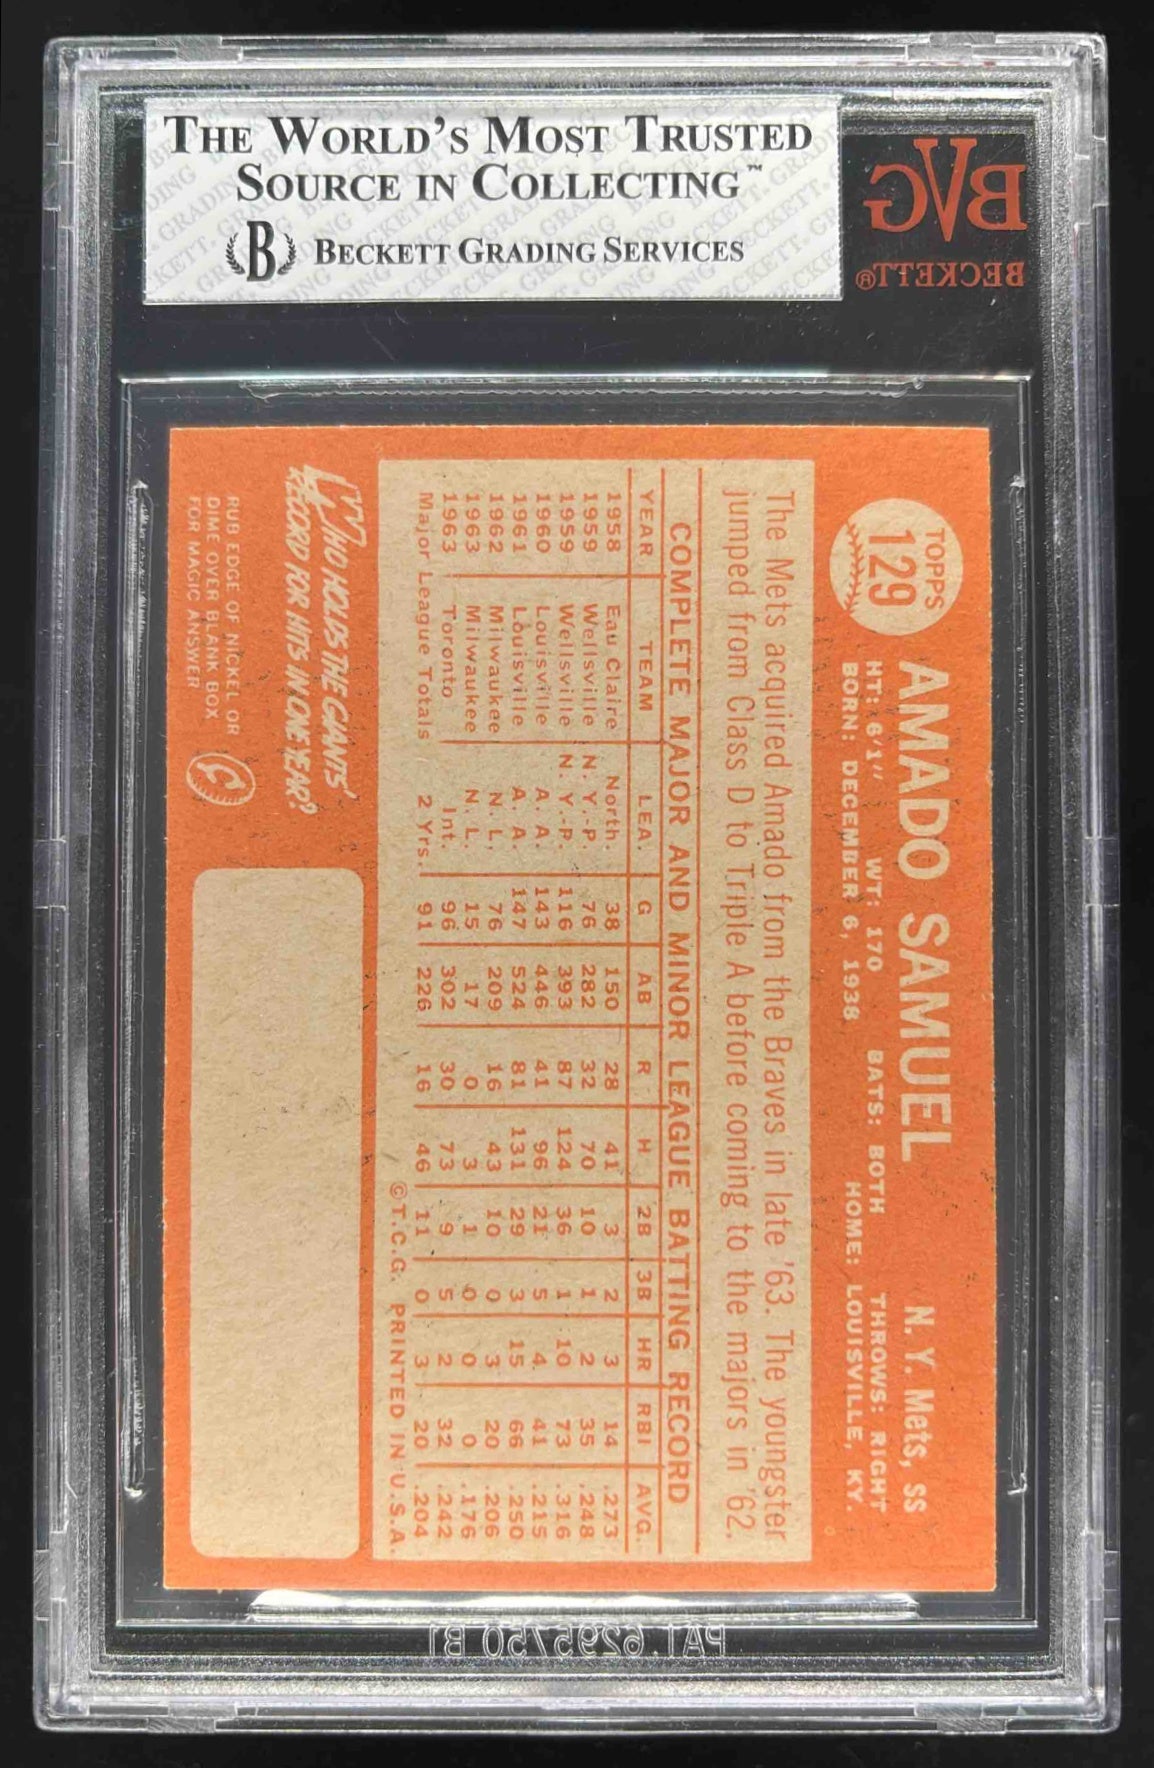 THE WORLD'S MOST TRUSTED
SOURCE IN COLLECTING™
B BECKETT GRADING SERVICES
BVG
BECKETT®
TOPPS
129
AMADO SAMUEL
N. Y. Mets, SS
HT: 6'1" WT: 170 BATS: BOTH THROWS: RIGHT
BORN: DECEMBER 6, 1938 HOME: LOUISVILLE, KY.
The Mets acquired Amado from the Braves in late '63. The youngster
jumped from Class D to Triple A before coming to the majors in '62.
COMPLETE MAJOR AND MINOR LEAGUE BATTING RECORD
YEAR TEAM LEA. G AB R H 2B 3B HR RBI AVG.
1958 Eau Claire North. 38 150 28 41 3 2 3 14 .273
1959 Wellsville N. Y.-P. 76 282 32 70 10 1 2 35 .248
1959 Wellsville N. Y.-P. 116 393 87 124 36 1 10 73 .316
1960 Louisville A. A. 143 446 41 96 21 5 4 41 .215
1961 Louisville A. A. 147 524 81 131 29 3 15 66 .250
1962 Milwaukee N. L. 76 209 16 43 10 0 3 20 .206
1963 Milwaukee N. L. 15 17 0 3 1 0 0 0 .176
1963 Toronto Int. 96 302 30 73 9 5 2 32 .242
Major League Totals 2 Yrs. 91 226 16 46 11 0 3 20 .204
©T.C.G. PRINTED IN U.S.A.
WHO HOLDS THE GIANTS'
RECORD FOR HITS IN ONE YEAR?
RUB EDGE OF NICKEL OR
DIME OVER BLANK BOX
FOR MAGIC ANSWER
PAT. 6295750 B1